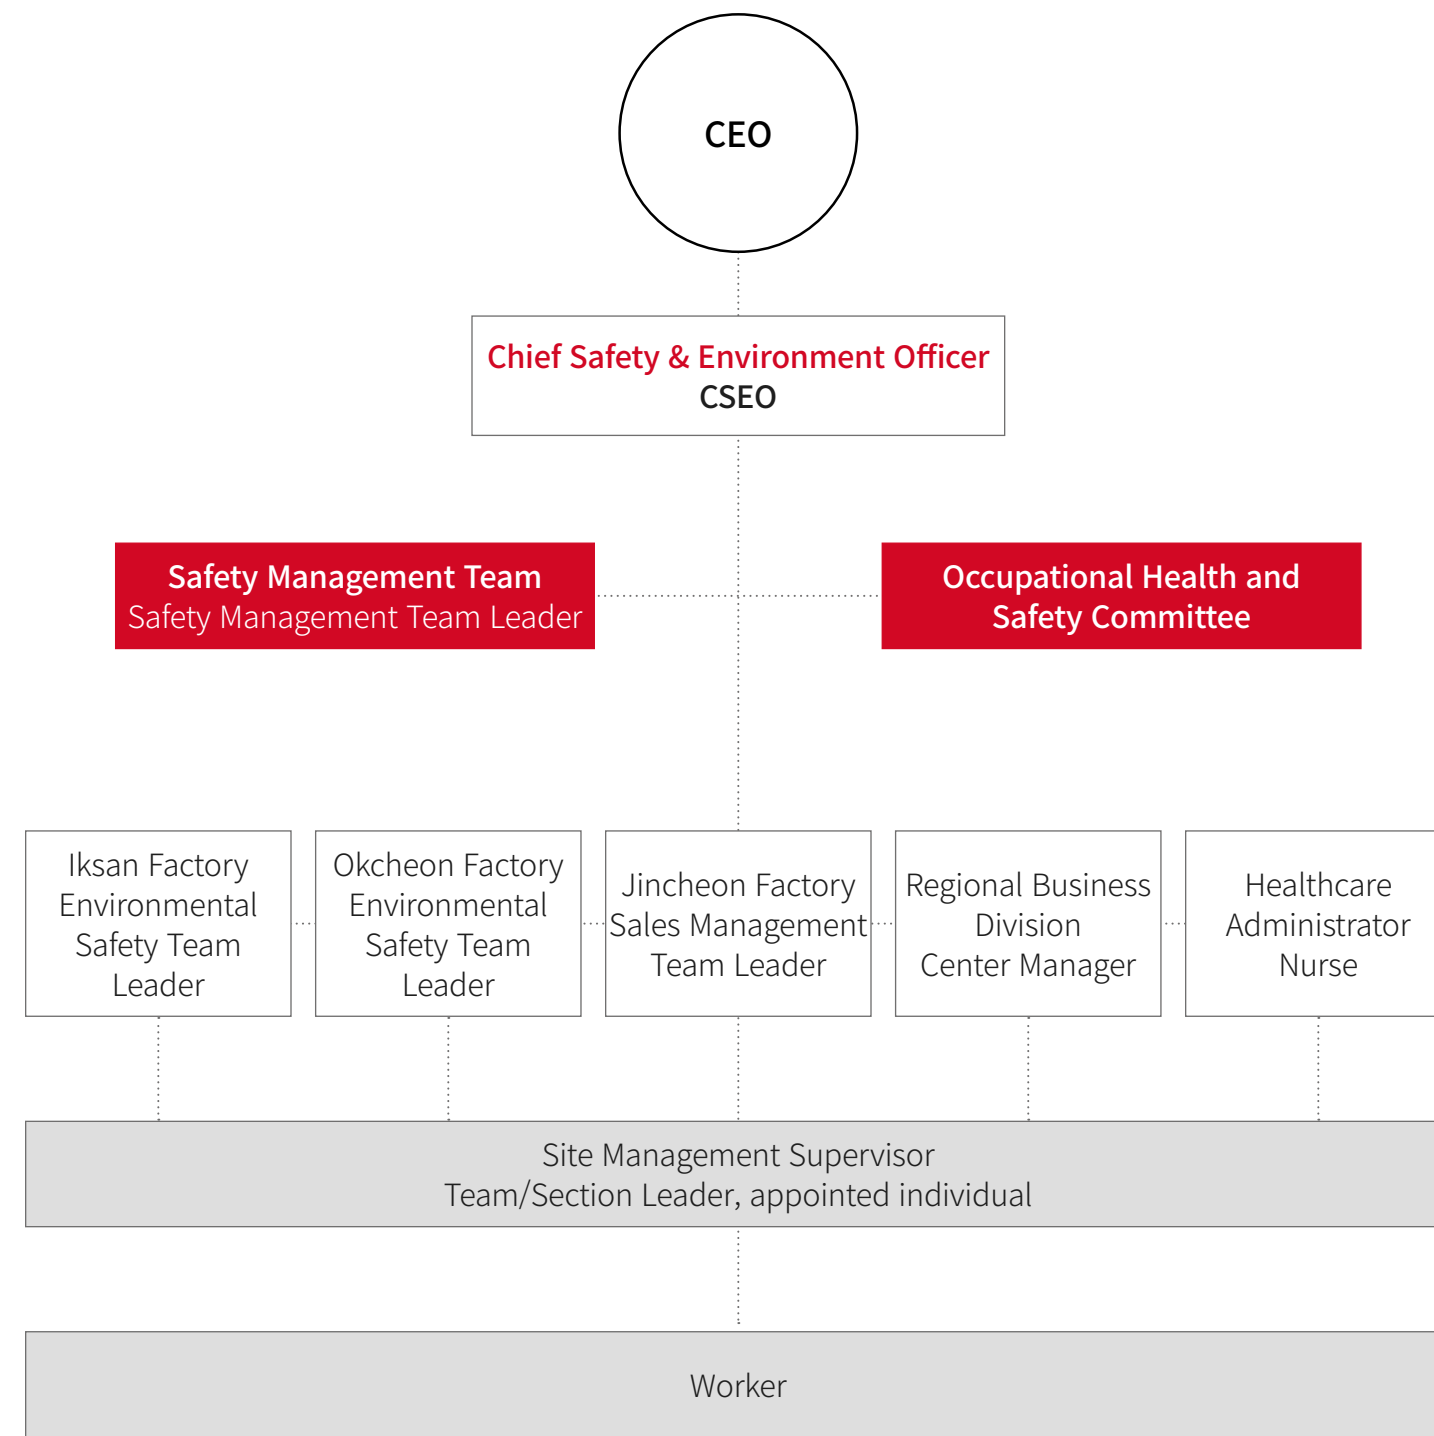 CEO
Chief Safety & Environment Officer
CSEO
Safety Management Team
Safety Management Team Leader
Occupational Health and
Safety Committee
Iksan Factory
Environmental
Safety Team
Leader
Okcheon Factory
Environmental
Safety Team
Leader
Jincheon Factory
Sales Management
Team Leader
Regional Business
Division
Center Manager
Healthcare
Administrator
Nurse
Site Management Supervisor
Team/Section Leader, appointed individual
Worker